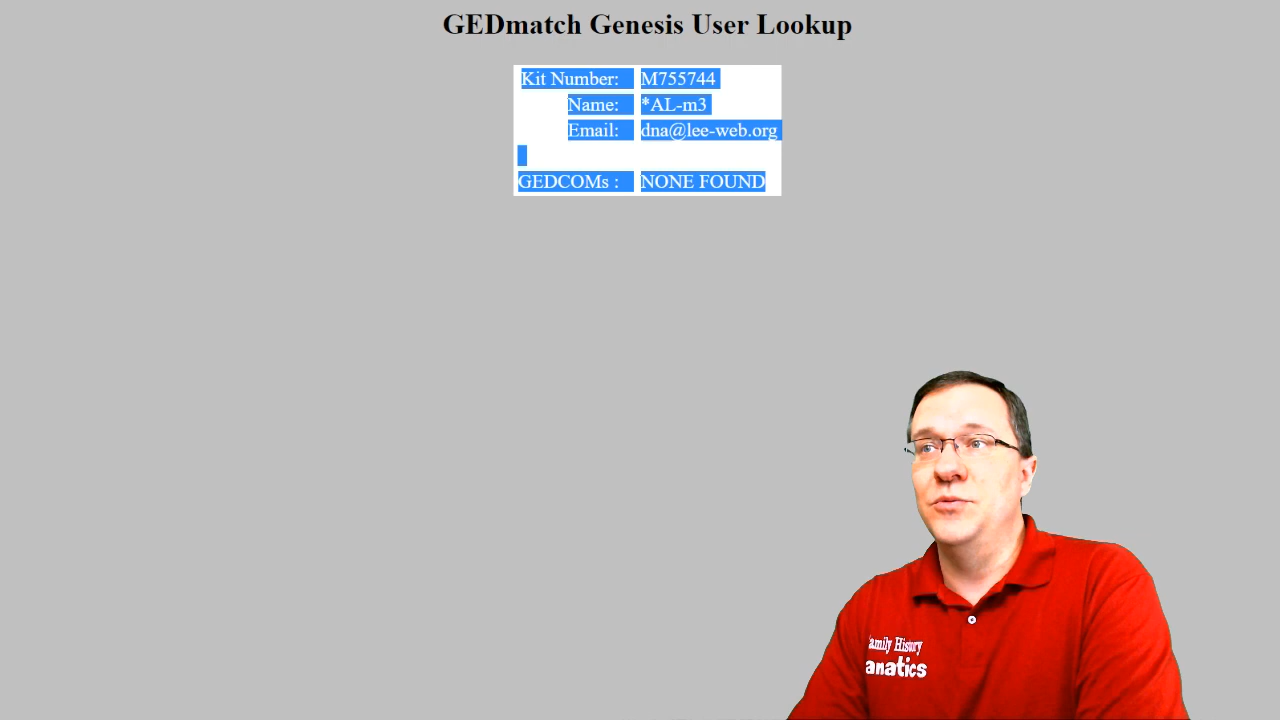 GEDmatch Genesis User Lookup
Kit Number: M755744
Name: *AL-m3
Email: dna@lee-web.org
GEDCOMs : NONE FOUND
Family History
anatics